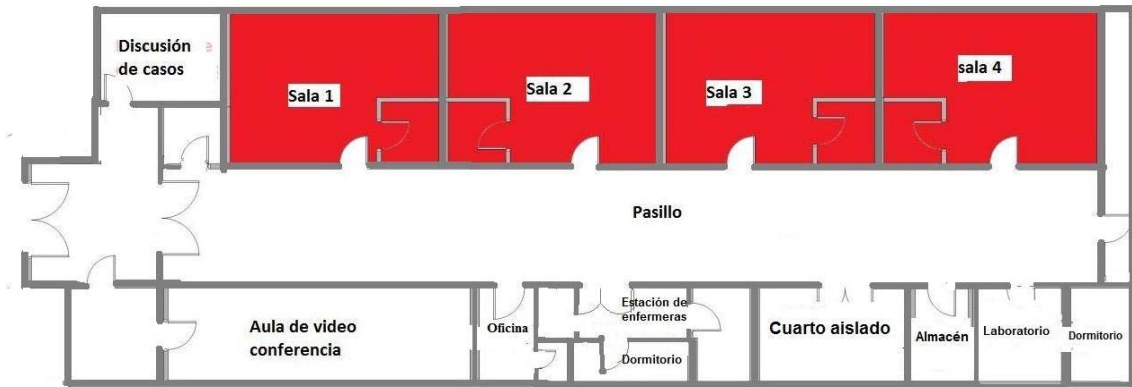 Discusión
de casos
Sala 1
Sala 2
Sala 3
sala 4
Pasillo
Aula de video
conferencia
Oficina
Estación de
enfermeras
Dormitorio
Cuarto aislado
Almacén
Laboratorio
Dormitorio